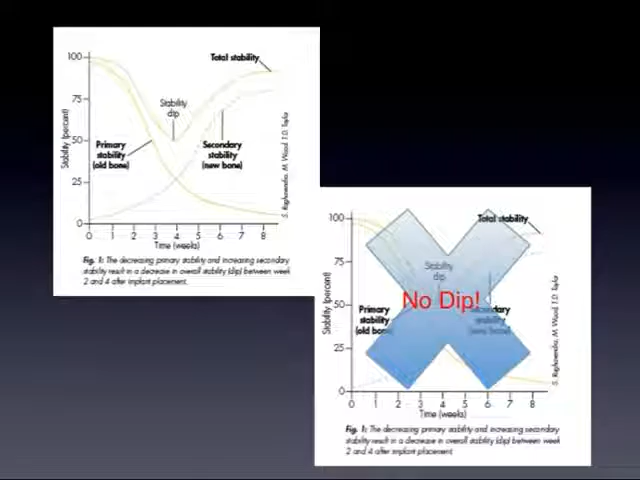 100
Total stability
75
Stability
dip
50
Primary
stability
(old bone)
Secondary
stability
(new bone)
25
0
0 1 2 3 4 5 6 7 8
Time (weeks)
Stability (percent)
S. Raghavendra, M. Wood, T.D. Taylor
Fig. 1: The decreasing primary stability and increasing secondary
stability result in a decrease in overall stability (dip) between week
2 and 4 after implant placement.
100
Total stability
75
Stability
dip
No Dip!
50
Primary
stability
(old bone)
Secondary
stability
(new bone)
25
0
0 1 2 3 4 5 6 7 8
Time (weeks)
Stability (percent)
S. Raghavendra, M. Wood, T.D. Taylor
Fig. 1: The decreasing primary stability and increasing secondary
stability result in a decrease in overall stability (dip) between week
2 and 4 after implant placement.